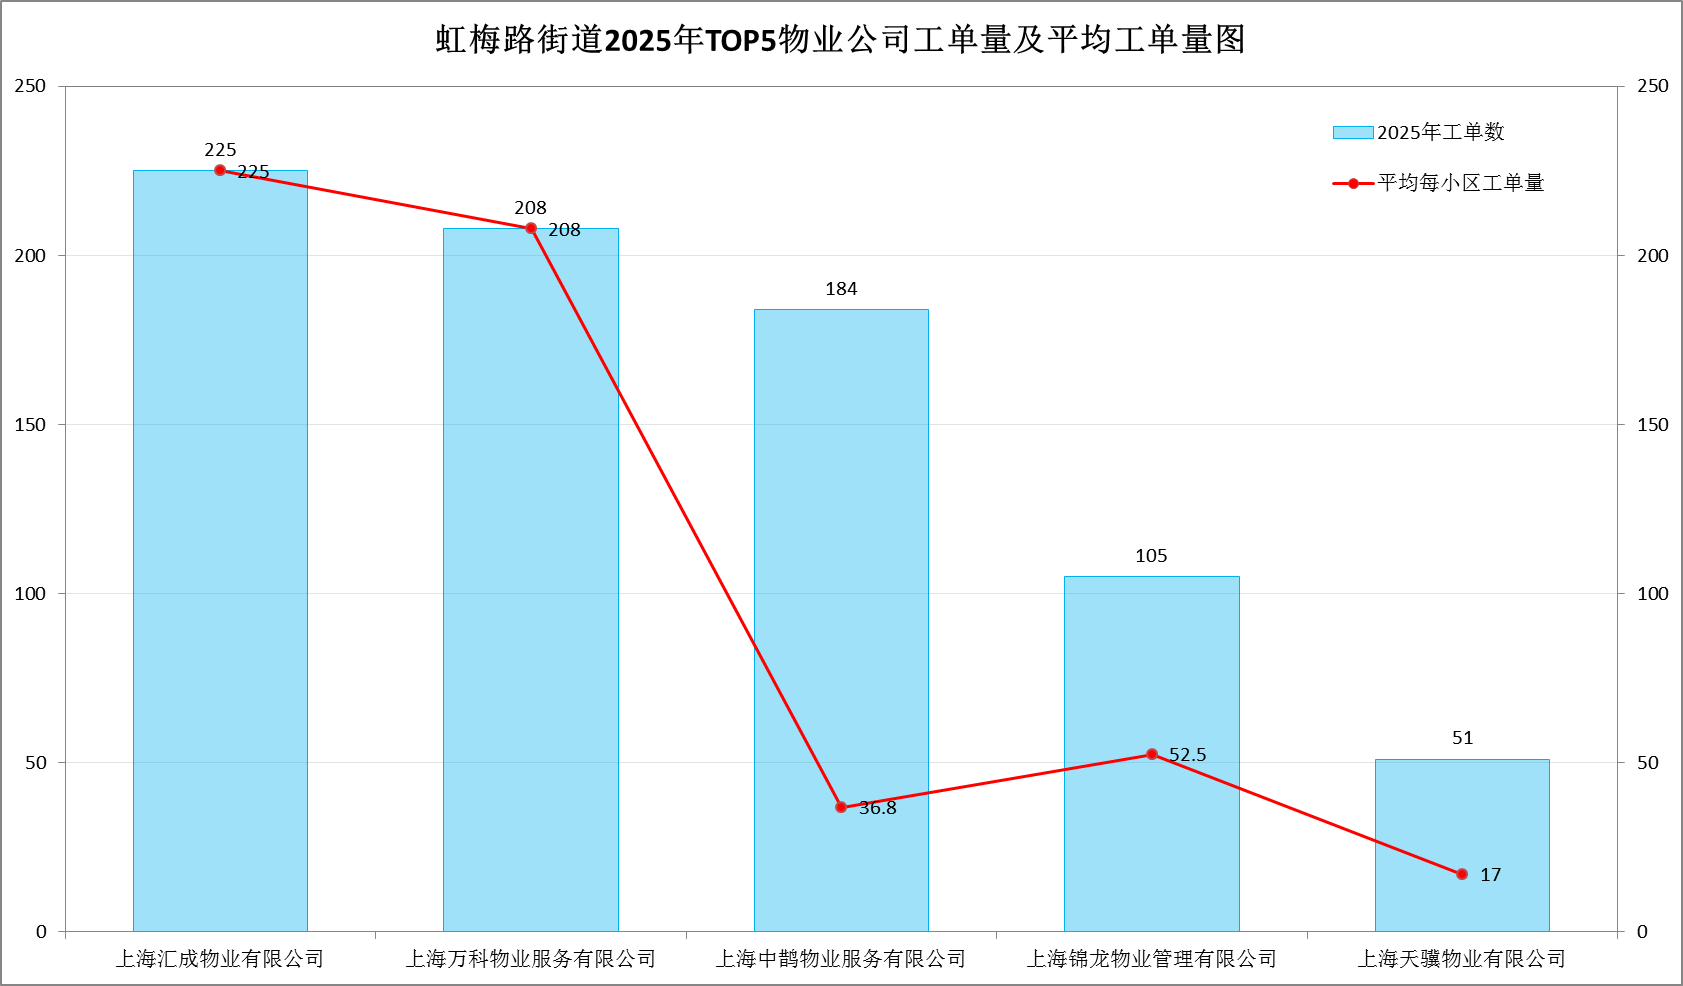 虹梅路街道2025年TOP5物业公司工单量及平均工单量图
250
200
150
100
50
0
250
200
150
100
50
0
2025年工单数
平均每小区工单量
225
225
208
208
184
36.8
105
52.5
51
17
上海汇成物业有限公司
上海万科物业服务有限公司
上海中鹊物业服务有限公司
上海锦龙物业管理有限公司
上海天骥物业有限公司